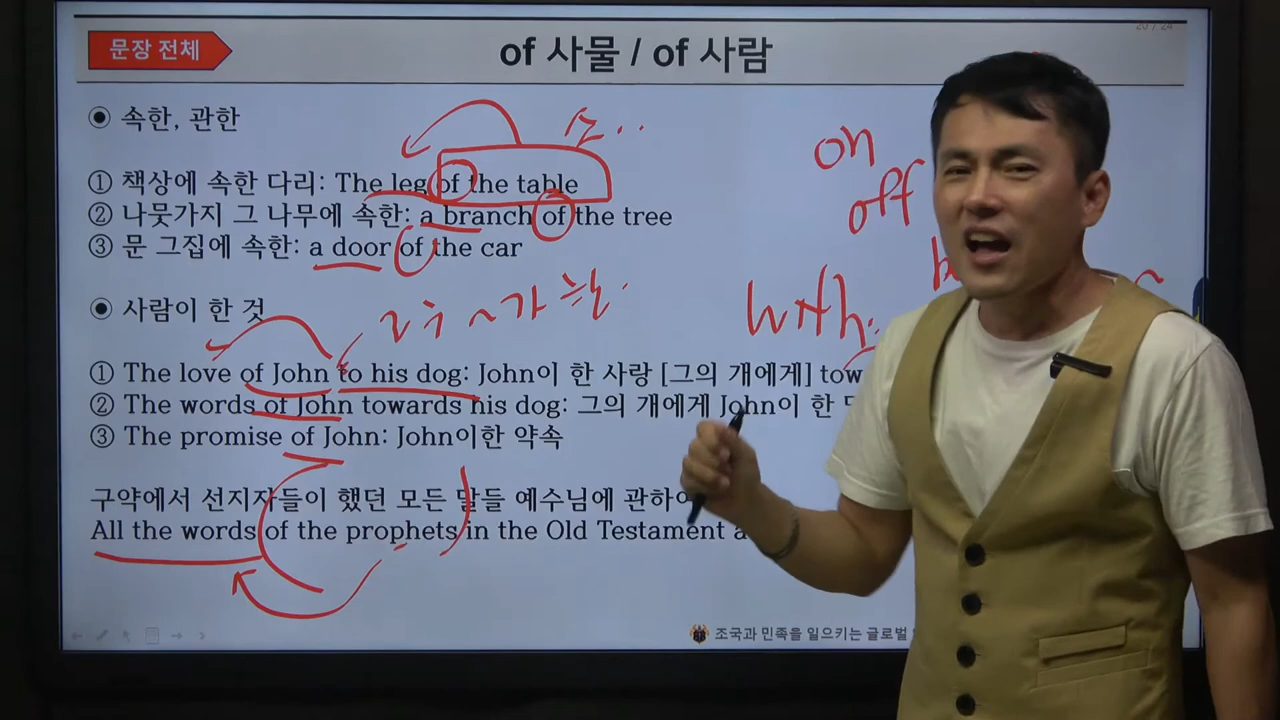 20 / 24
문장 전체
of 사물 / of 사람
◉ 속한, 관한
① 책상에 속한 다리: The leg of the table
② 나뭇가지 그 나무에 속한: a branch of the tree
③ 문 그집에 속한: a door of the car
on
off
with
◉ 사람이 한 것
① The love of John to his dog: John이 한 사랑 [그의 개에게] tow
② The words of John towards his dog: 그의 개에게 John이 한
③ The promise of John: John이한 약속
구약에서 선지자들이 했던 모든 말들 예수님에 관하여
All the words of the prophets in the Old Testament a
조국과 민족을 일으키는 글로벌